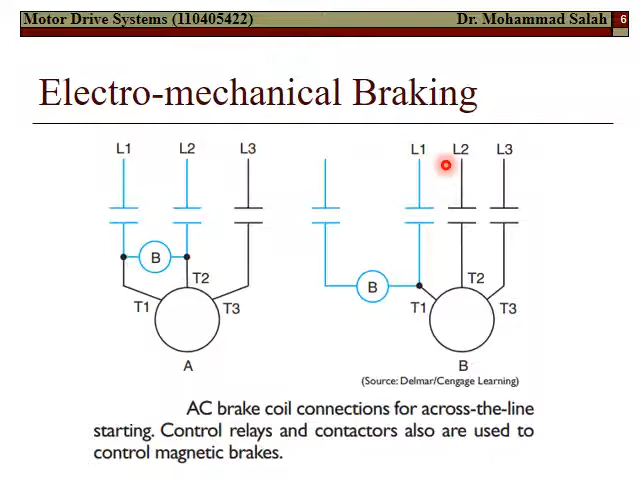 Motor Drive Systems (110405422) Dr. Mohammad Salah 6
Electro-mechanical Braking
L1 L2 L3 L1 L2 L3
B
B
T2 T2
T1 T3 T1 T3
A B
(Source: Delmar/Cengage Learning)
AC brake coil connections for across-the-line
starting. Control relays and contactors also are used to
control magnetic brakes.